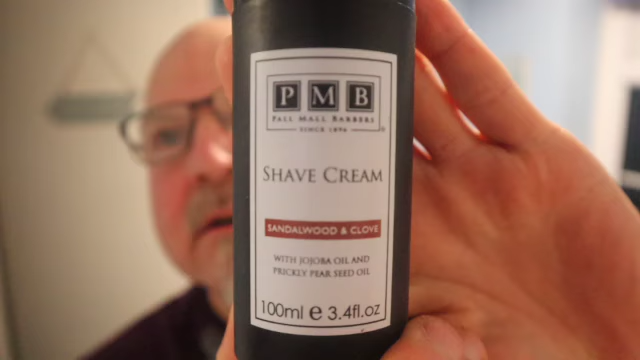 PMB
PALL MALL BARBERS
SINCE 1896
SHAVE CREAM
SANDALWOOD & CLOVE
WITH JOJOBA OIL AND
PRICKLY PEAR SEED OIL
100ml e 3.4fl.oz